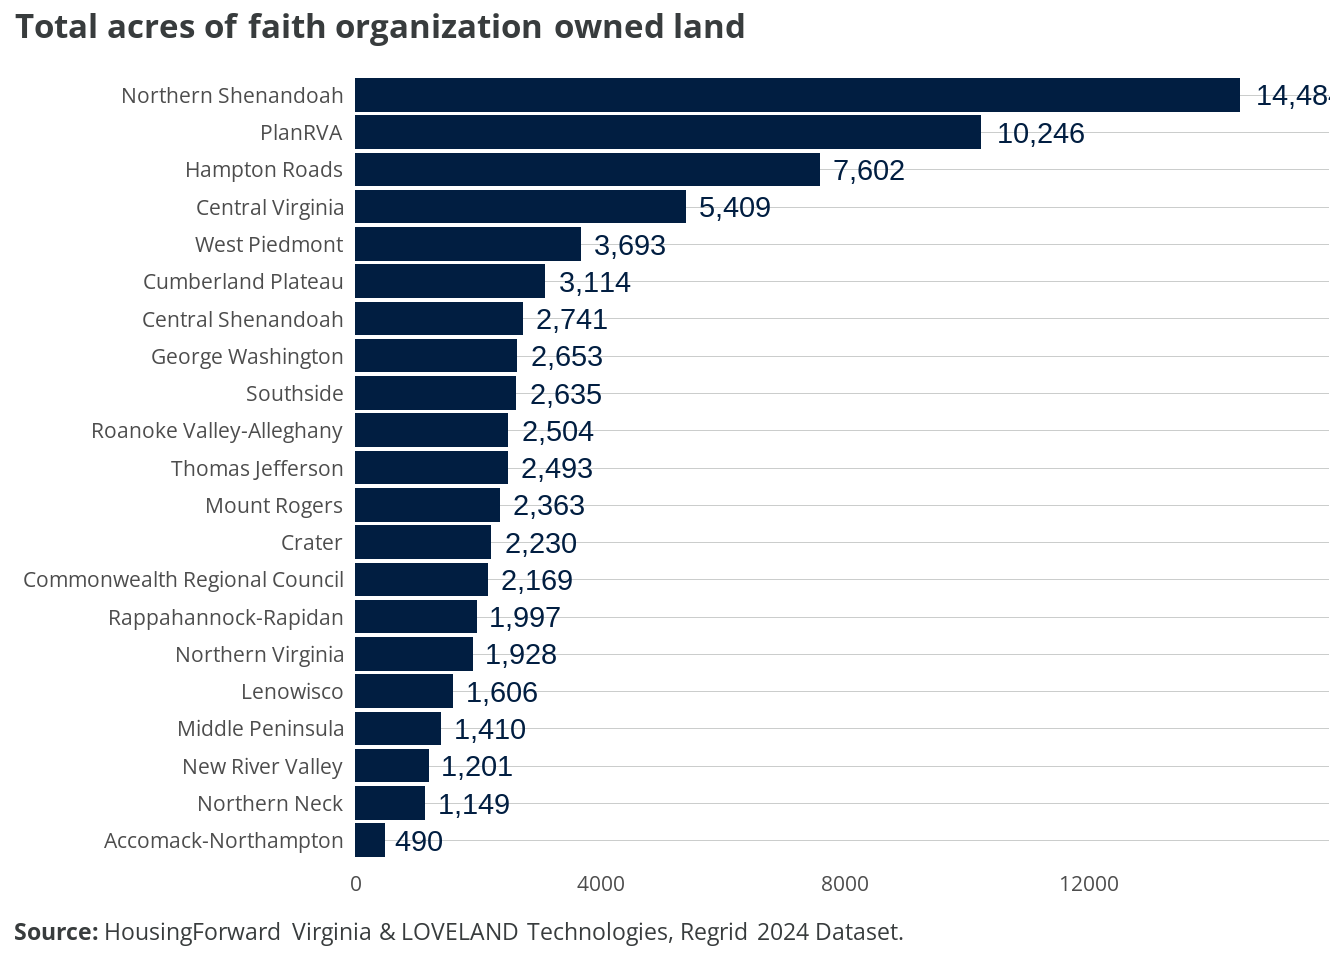 Total acres of faith organization owned land
Northern Shenandoah 14,484
PlanRVA 10,246
Hampton Roads 7,602
Central Virginia 5,409
West Piedmont 3,693
Cumberland Plateau 3,114
Central Shenandoah 2,741
George Washington 2,653
Southside 2,635
Roanoke Valley-Alleghany 2,504
Thomas Jefferson 2,493
Mount Rogers 2,363
Crater 2,230
Commonwealth Regional Council 2,169
Rappahannock-Rapidan 1,997
Northern Virginia 1,928
Lenowisco 1,606
Middle Peninsula 1,410
New River Valley 1,201
Northern Neck 1,149
Accomack-Northampton 490
0 4000 8000 12000
Source: HousingForward Virginia & LOVELAND Technologies, Regrid 2024 Dataset.